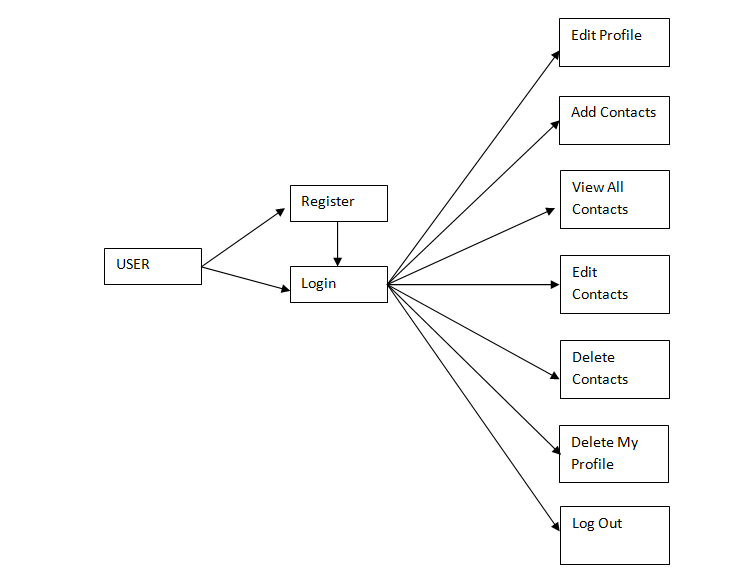 Edit Profile
Add Contacts
View All
Contacts
Register
USER
Login
Edit
Contacts
Delete
Contacts
Delete My
Profile
Log Out